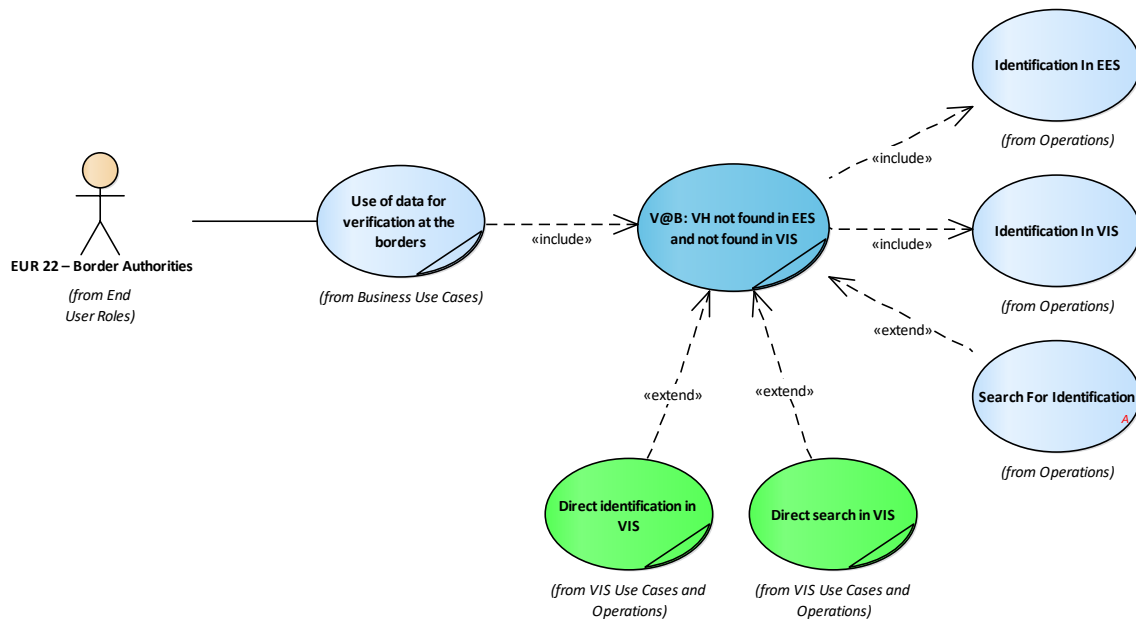 EUR 22 – Border Authorities
(from End
User Roles)
Use of data for
verification at the
borders
(from Business Use Cases)
«include»
V@B: VH not found in EES
and not found in VIS
«include»
Identification In EES
(from Operations)
«include»
Identification In VIS
(from Operations)
«extend»
Search For Identification
A
(from Operations)
«extend»
«extend»
Direct identification in
VIS
(from VIS Use Cases and
Operations)
Direct search in VIS
(from VIS Use Cases and
Operations)